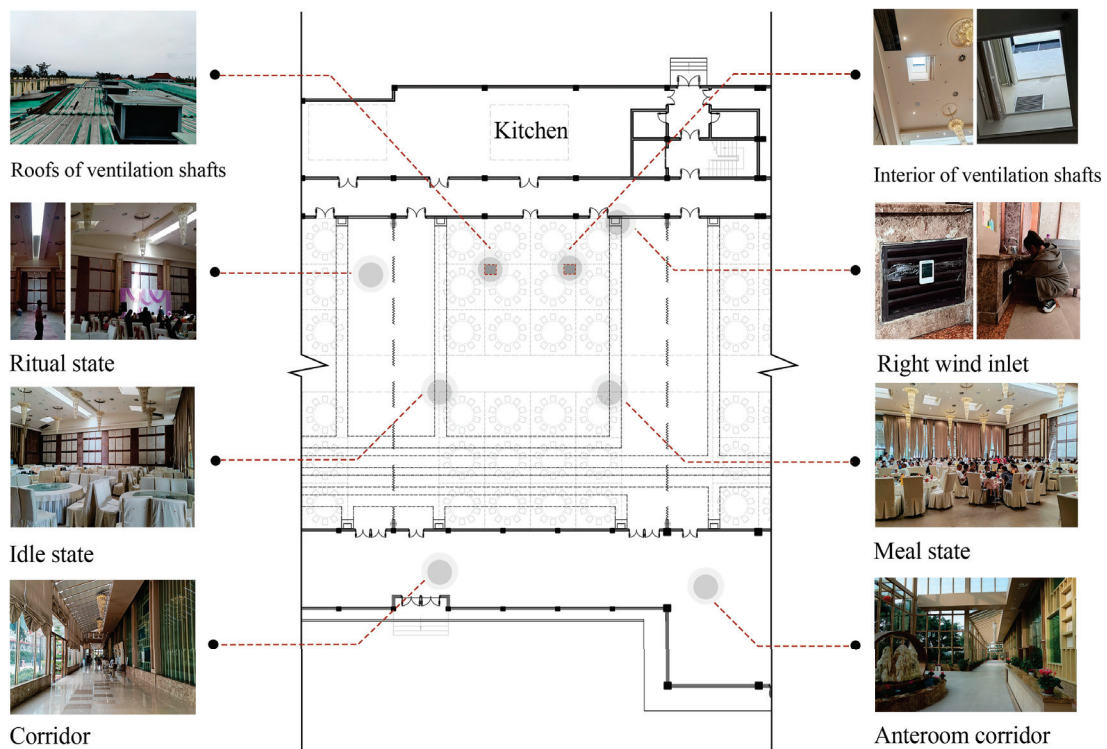 Kitchen
Roofs of ventilation shafts
Interior of ventilation shafts
Ritual state
Right wind inlet
Idle state
Meal state
Corridor
Anteroom corridor